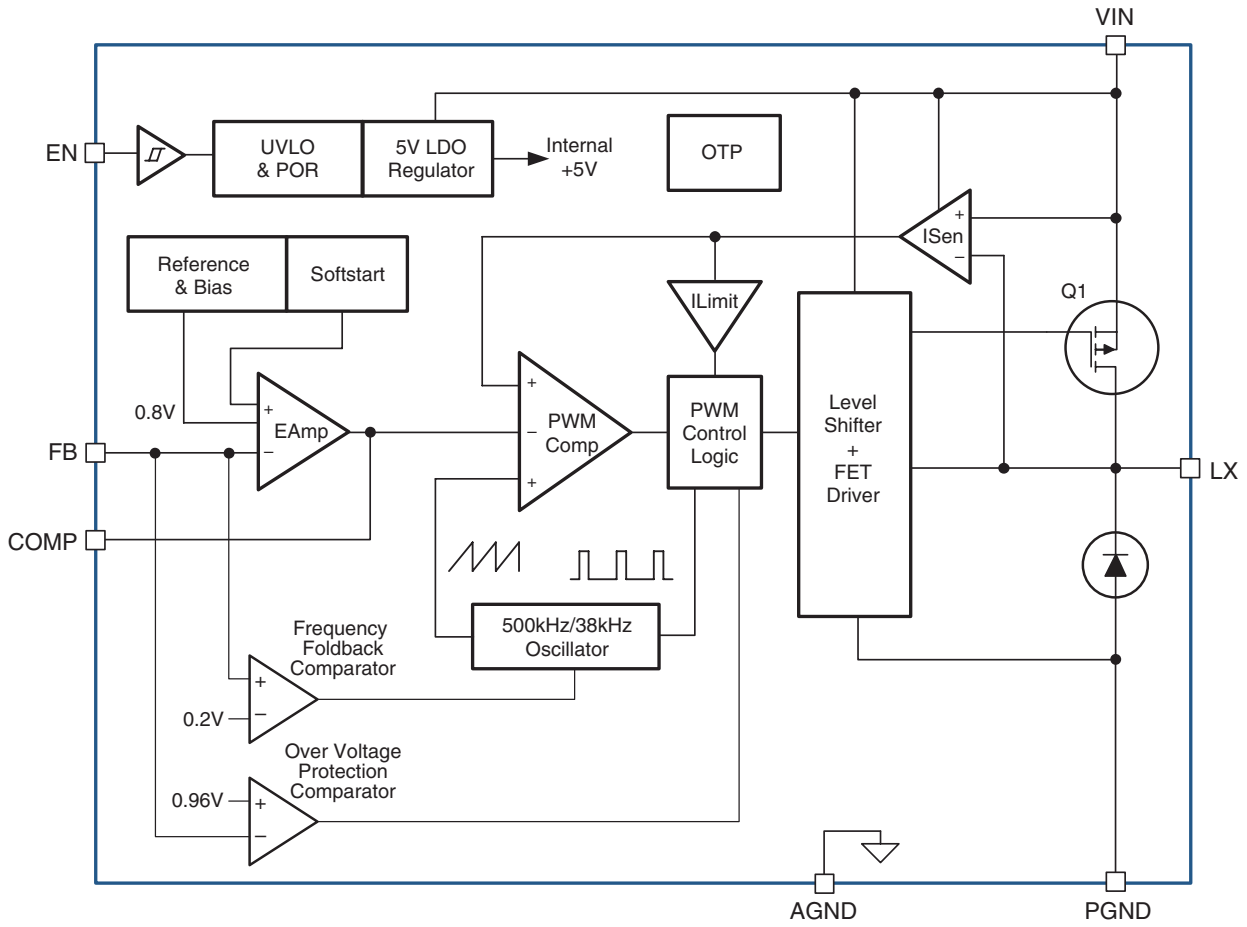 VIN
EN
UVLO
& POR
5V LDO
Regulator
Internal
+5V
OTP
+
ISen
–
Reference
& Bias
Softstart
ILimit
Q1
0.8V
+
EAmp
–
+
PWM
Comp
–
+
PWM
Control
Logic
Level
Shifter
+
FET
Driver
FB
LX
COMP
500kHz/38kHz
Oscillator
Frequency
Foldback
Comparator
+
0.2V
–
Over Voltage
Protection
Comparator
0.96V
+
–
AGND
PGND